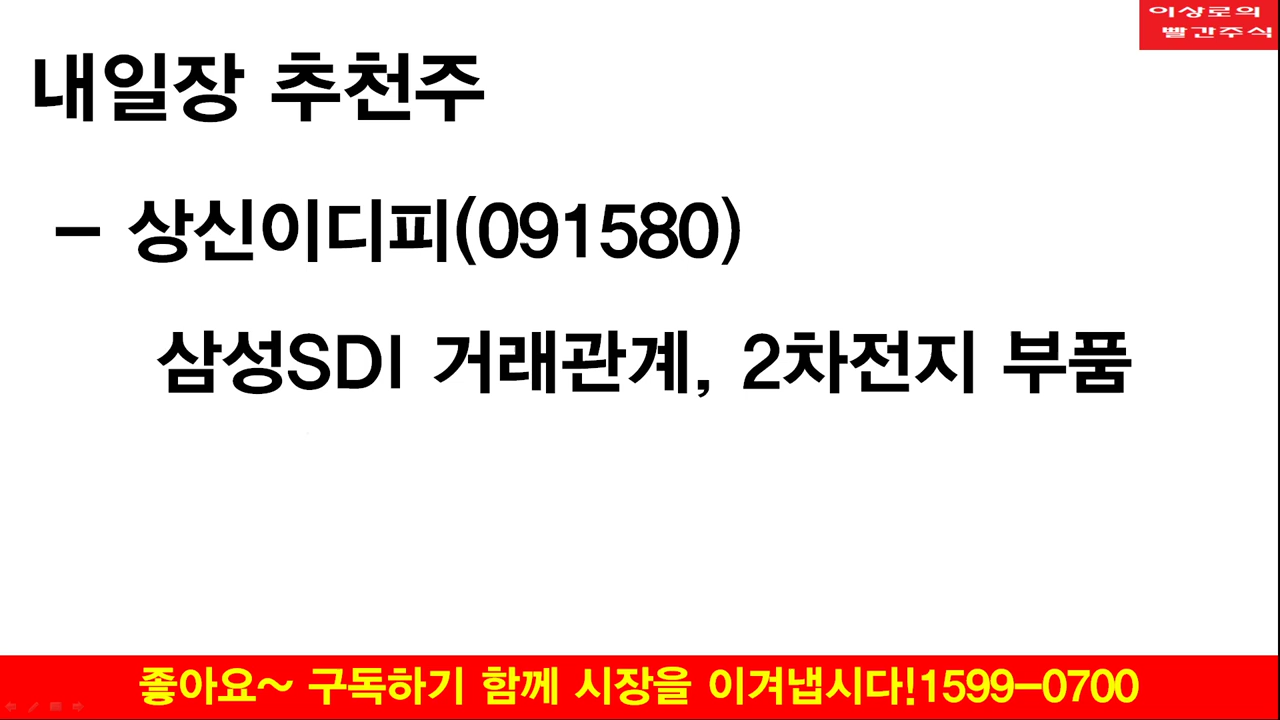 이상로의
빨간주식
내일장 추천주
- 상신이디피(091580)
삼성SDI 거래관계, 2차전지 부품
좋아요~ 구독하기 함께 시장을 이겨냅시다!1599-0700